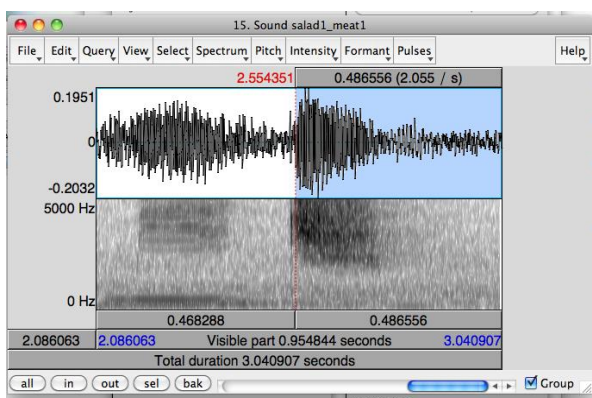 15. Sound salad1_meat1
File Edit Query View Select Spectrum Pitch Intensity Formant Pulses Help
2.554351 0.486556 (2.055 / s)
0.1951
0
-0.2032
5000 Hz
0 Hz
0.468288 0.486556
2.086063 2.086063 Visible part 0.954844 seconds 3.040907
Total duration 3.040907 seconds
all in out sel bak Group